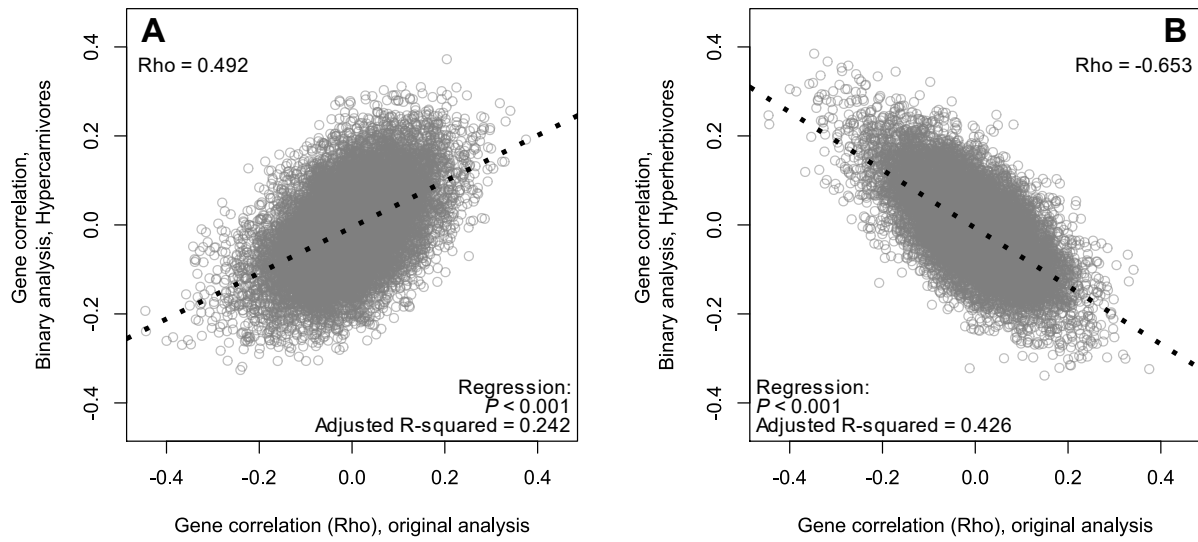 A
Rho = 0.492
0.4
0.2
0.0
-0.2
-0.4
Gene correlation,
Binary analysis, Hypercarnivores
Regression:
P < 0.001
Adjusted R-squared = 0.242
-0.4
-0.2
0.0
0.2
0.4
Gene correlation (Rho), original analysis
B
Rho = -0.653
0.4
0.2
0.0
-0.2
-0.4
Gene correlation,
Binary analysis, Hyperherbivores
Regression:
P < 0.001
Adjusted R-squared = 0.426
-0.4
-0.2
0.0
0.2
0.4
Gene correlation (Rho), original analysis